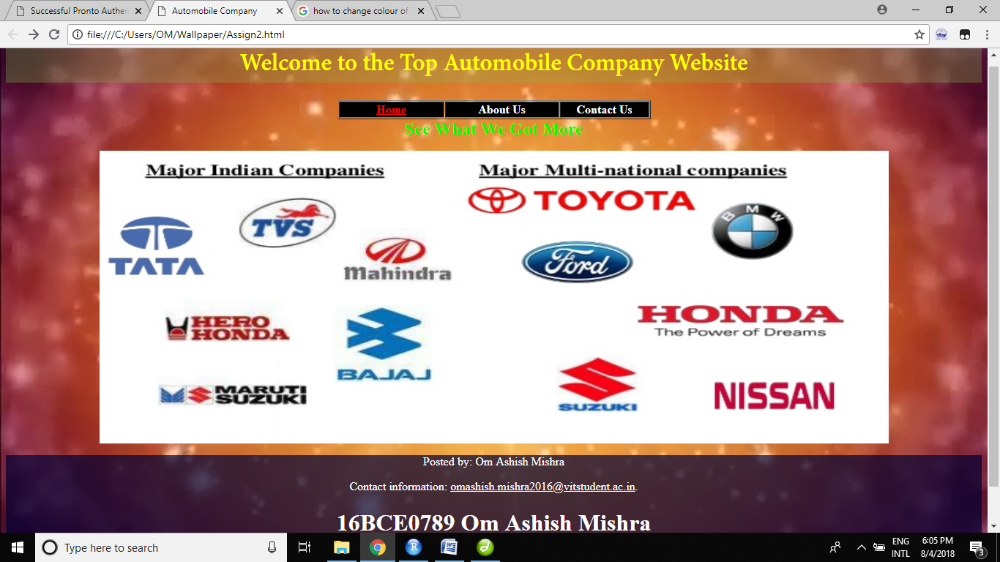 Successful Pronto Authen
Automobile Company
how to change colour of
file:///C:/Users/OM/Wallpaper/Assign2.html
Welcome to the Top Automobile Company Website
Home About Us Contact Us
See What We Got More
Major Indian Companies Major Multi-national companies
TATA
TVS
Mahindra
HERO
HONDA
BAJAJ
MARUTI
SUZUKI
TOYOTA
BMW
Ford
HONDA
The Power of Dreams
SUZUKI
NISSAN
Posted by: Om Ashish Mishra
Contact information: omashish.mishra2016@vitstudent.ac.in.
16BCE0789 Om Ashish Mishra
Type here to search
ENG
INTL
6:05 PM
8/4/2018
3